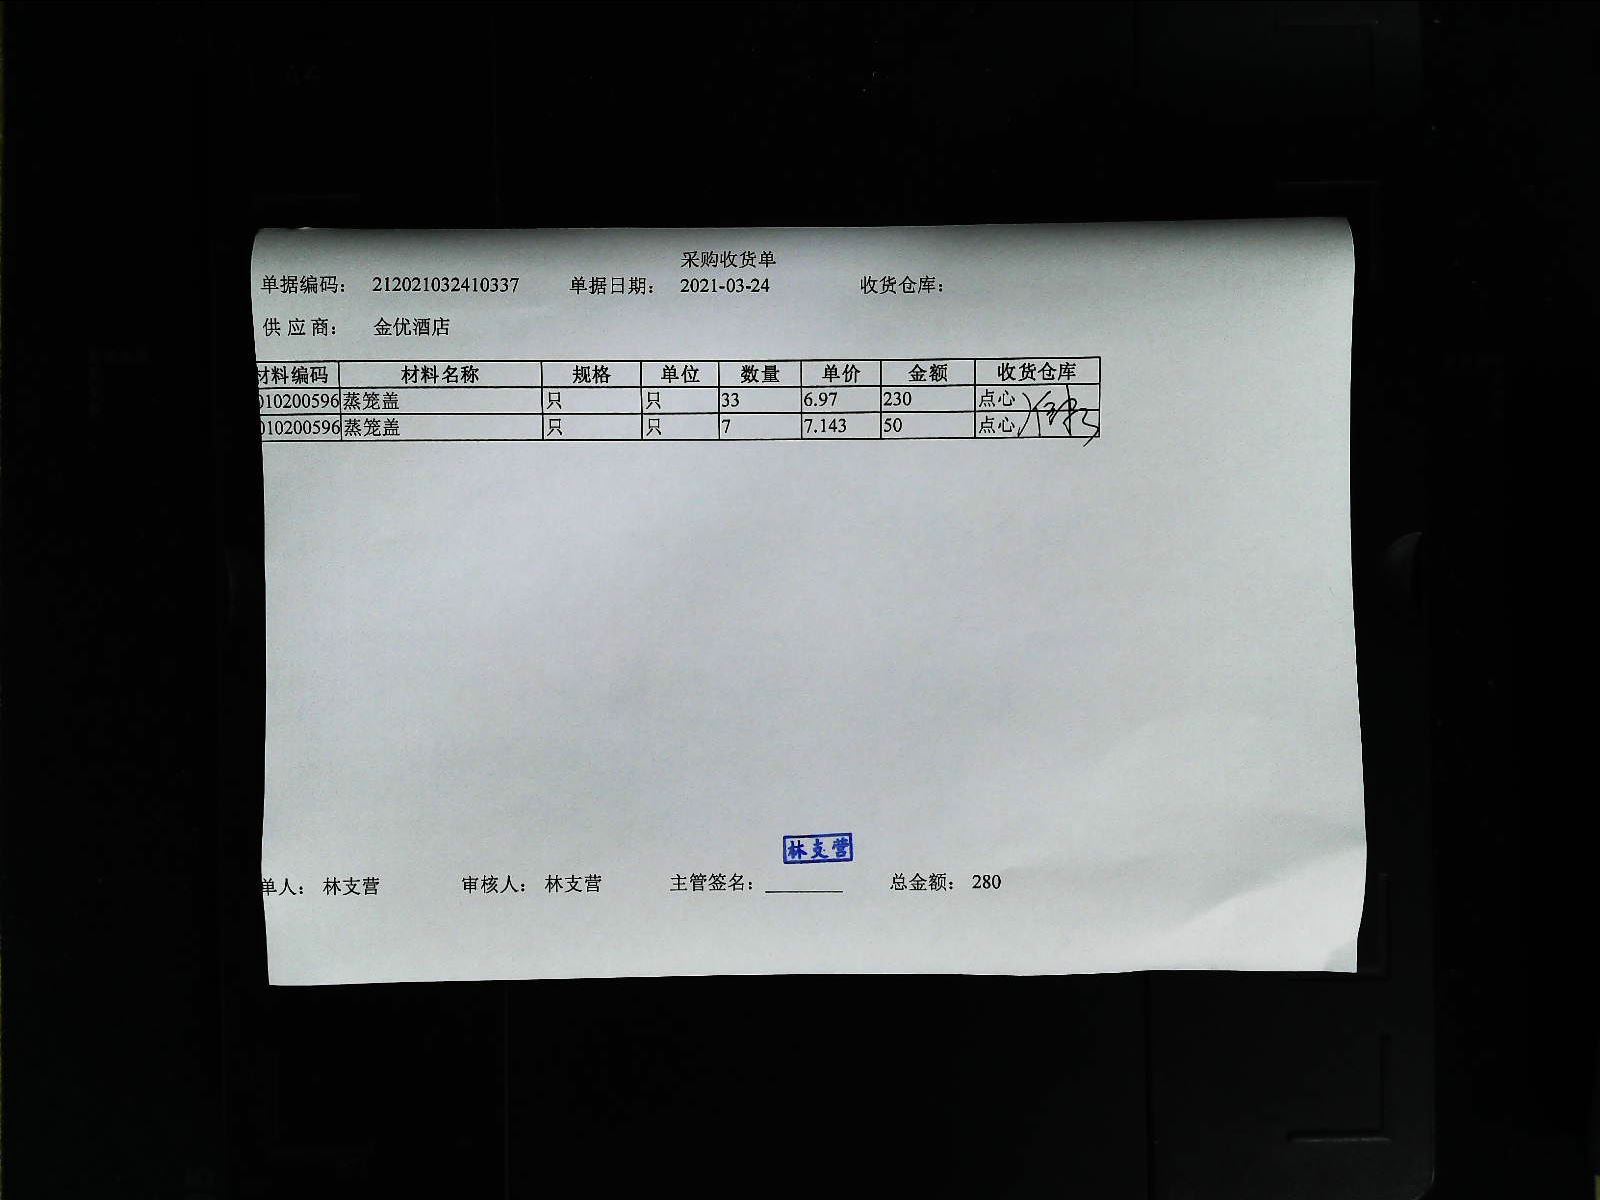 采购收货单
单据编码： 212021032410337 单据日期： 2021-03-24 收货仓库：
供应商： 金优酒店
材料编码 材料名称 规格 单位 数量 单价 金额 收货仓库
010200596 蒸笼盖 只 只 33 6.97 230 点心
010200596 蒸笼盖 只 只 7 7.143 50 点心
林支营
单人： 林支营 审核人： 林支营 主管签名： 总金额： 280